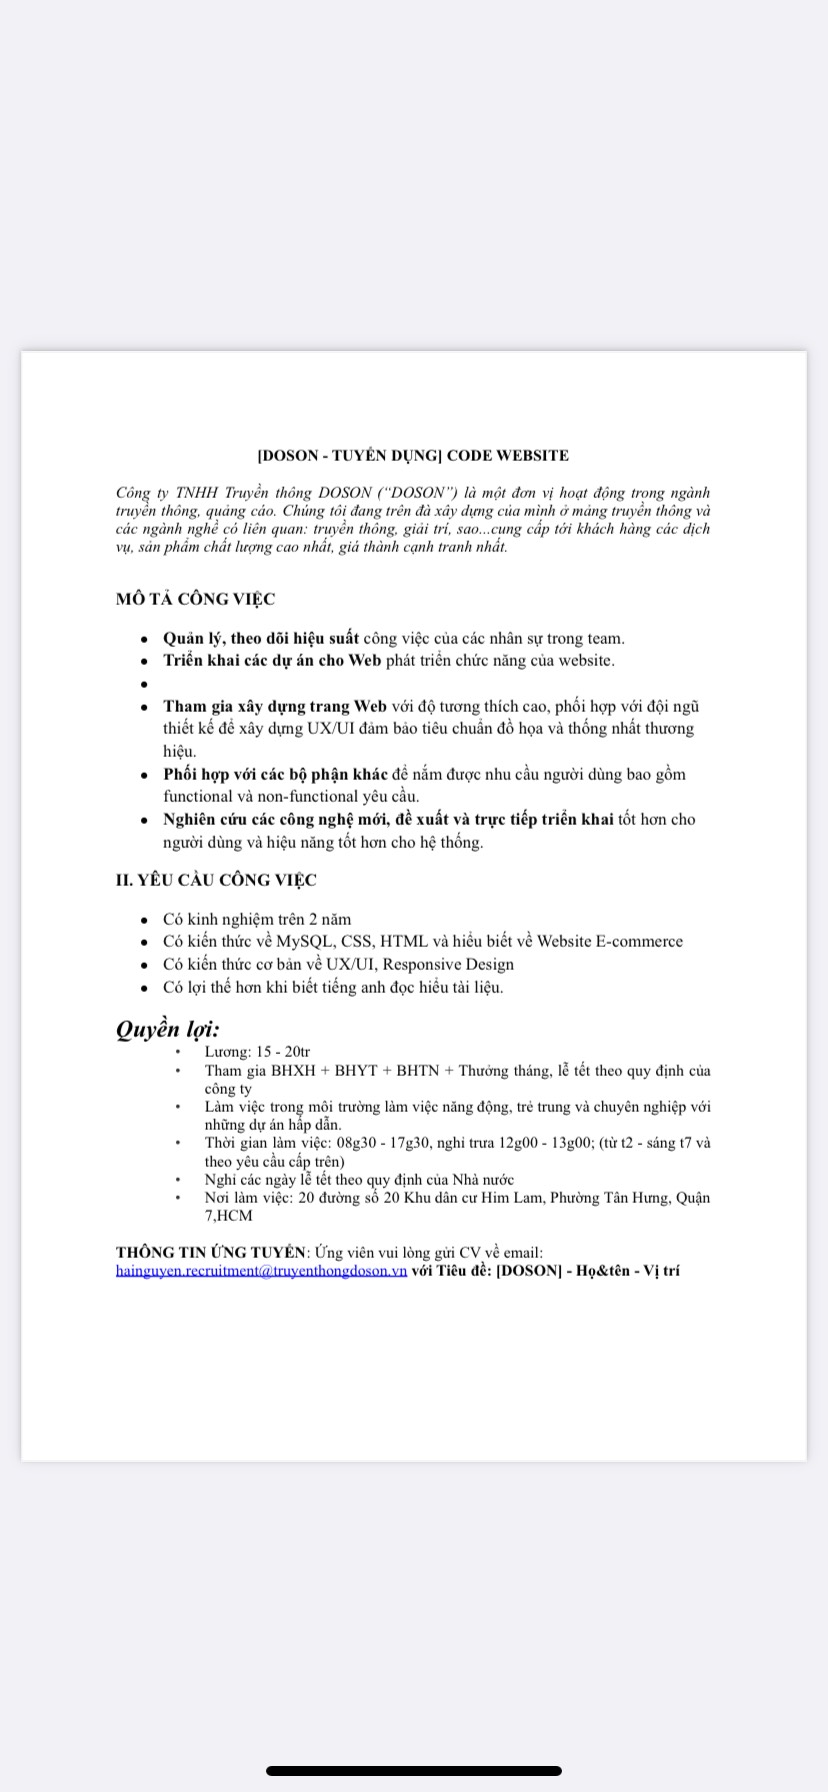 [DOSON - TUYỂN DỤNG] CODE WEBSITE
Công ty TNHH Truyền thông DOSON (“DOSON”) là một đơn vị hoạt động trong ngành
truyền thông, quảng cáo. Chúng tôi đang trên đà xây dựng của mình ở mảng truyền thông và
các ngành nghề có liên quan: truyền thông, giải trí, sao...cung cấp tới khách hàng các dịch
vụ, sản phẩm chất lượng cao nhất, giá thành cạnh tranh nhất.
MÔ TẢ CÔNG VIỆC
• Quản lý, theo dõi hiệu suất công việc của các nhân sự trong team.
• Triển khai các dự án cho Web phát triển chức năng của website.
•
• Tham gia xây dựng trang Web với độ tương thích cao, phối hợp với đội ngũ
thiết kế để xây dựng UX/UI đảm bảo tiêu chuẩn đồ họa và thống nhất thương
hiệu.
• Phối hợp với các bộ phận khác để nắm được nhu cầu người dùng bao gồm
functional và non-functional yêu cầu.
• Nghiên cứu các công nghệ mới, đề xuất và trực tiếp triển khai tốt hơn cho
người dùng và hiệu năng tốt hơn cho hệ thống.
II. YÊU CẦU CÔNG VIỆC
• Có kinh nghiệm trên 2 năm
• Có kiến thức về MySQL, CSS, HTML và hiểu biết về Website E-commerce
• Có kiến thức cơ bản về UX/UI, Responsive Design
• Có lợi thế hơn khi biết tiếng anh đọc hiểu tài liệu.
Quyền lợi:
• Lương: 15 - 20tr
• Tham gia BHXH + BHYT + BHTN + Thưởng tháng, lễ tết theo quy định của
công ty
• Làm việc trong môi trường làm việc năng động, trẻ trung và chuyên nghiệp với
những dự án hấp dẫn.
• Thời gian làm việc: 08g30 - 17g30, nghỉ trưa 12g00 - 13g00; (từ t2 - sáng t7 và
theo yêu cầu cấp trên)
• Nghỉ các ngày lễ tết theo quy định của Nhà nước
• Nơi làm việc: 20 đường số 20 Khu dân cư Him Lam, Phường Tân Hưng, Quận
7,HCM
THÔNG TIN ỨNG TUYỂN: Ứng viên vui lòng gửi CV về email:
hainguyen.recruitment@truyenthongdoson.vn với Tiêu đề: [DOSON] - Họ&tên - Vị trí